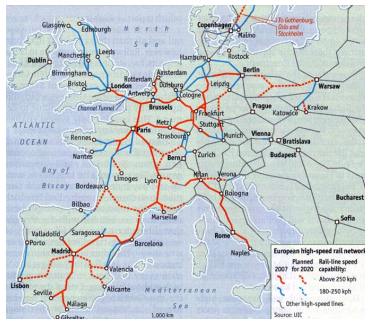 Glasgow
Edinburgh
North
Sea
Copenhagen
To Gothenburg,
Oslo and
Stockholm
Malmo
Dublin
Manchester
Leeds
Birmingham
Bristol
London
Hamburg
Rostock
Amsterdam
Rotterdam
Duisburg
Antwerp
Berlin
Leipzig
Warsaw
Channel Tunnel
Brussels
Cologne
Frankfurt
Prague
Katowice
Krakow
ATLANTIC
OCEAN
Paris
Metz
Stuttgart
Strasbourg
Munich
Vienna
Bratislava
Budapest
Rennes
Nantes
Bern
Zurich
Bay of
Biscay
Limoges
Lyon
Milan
Verona
Bologna
Bordeaux
Bucharest
Bilbao
Marseille
Sofia
Valladolid
Saragossa
Porto
Madrid
Barcelona
Rome
Naples
Lisbon
Valencia
Alicante
Seville
Málaga
Gibraltar
Mediterranean
Sea
1,000 km
European high-speed rail network
2007
Planned
for 2020
Rail-line speed
capability:
Above 250 kph
180-250 kph
Other high-speed lines
Source: UIC